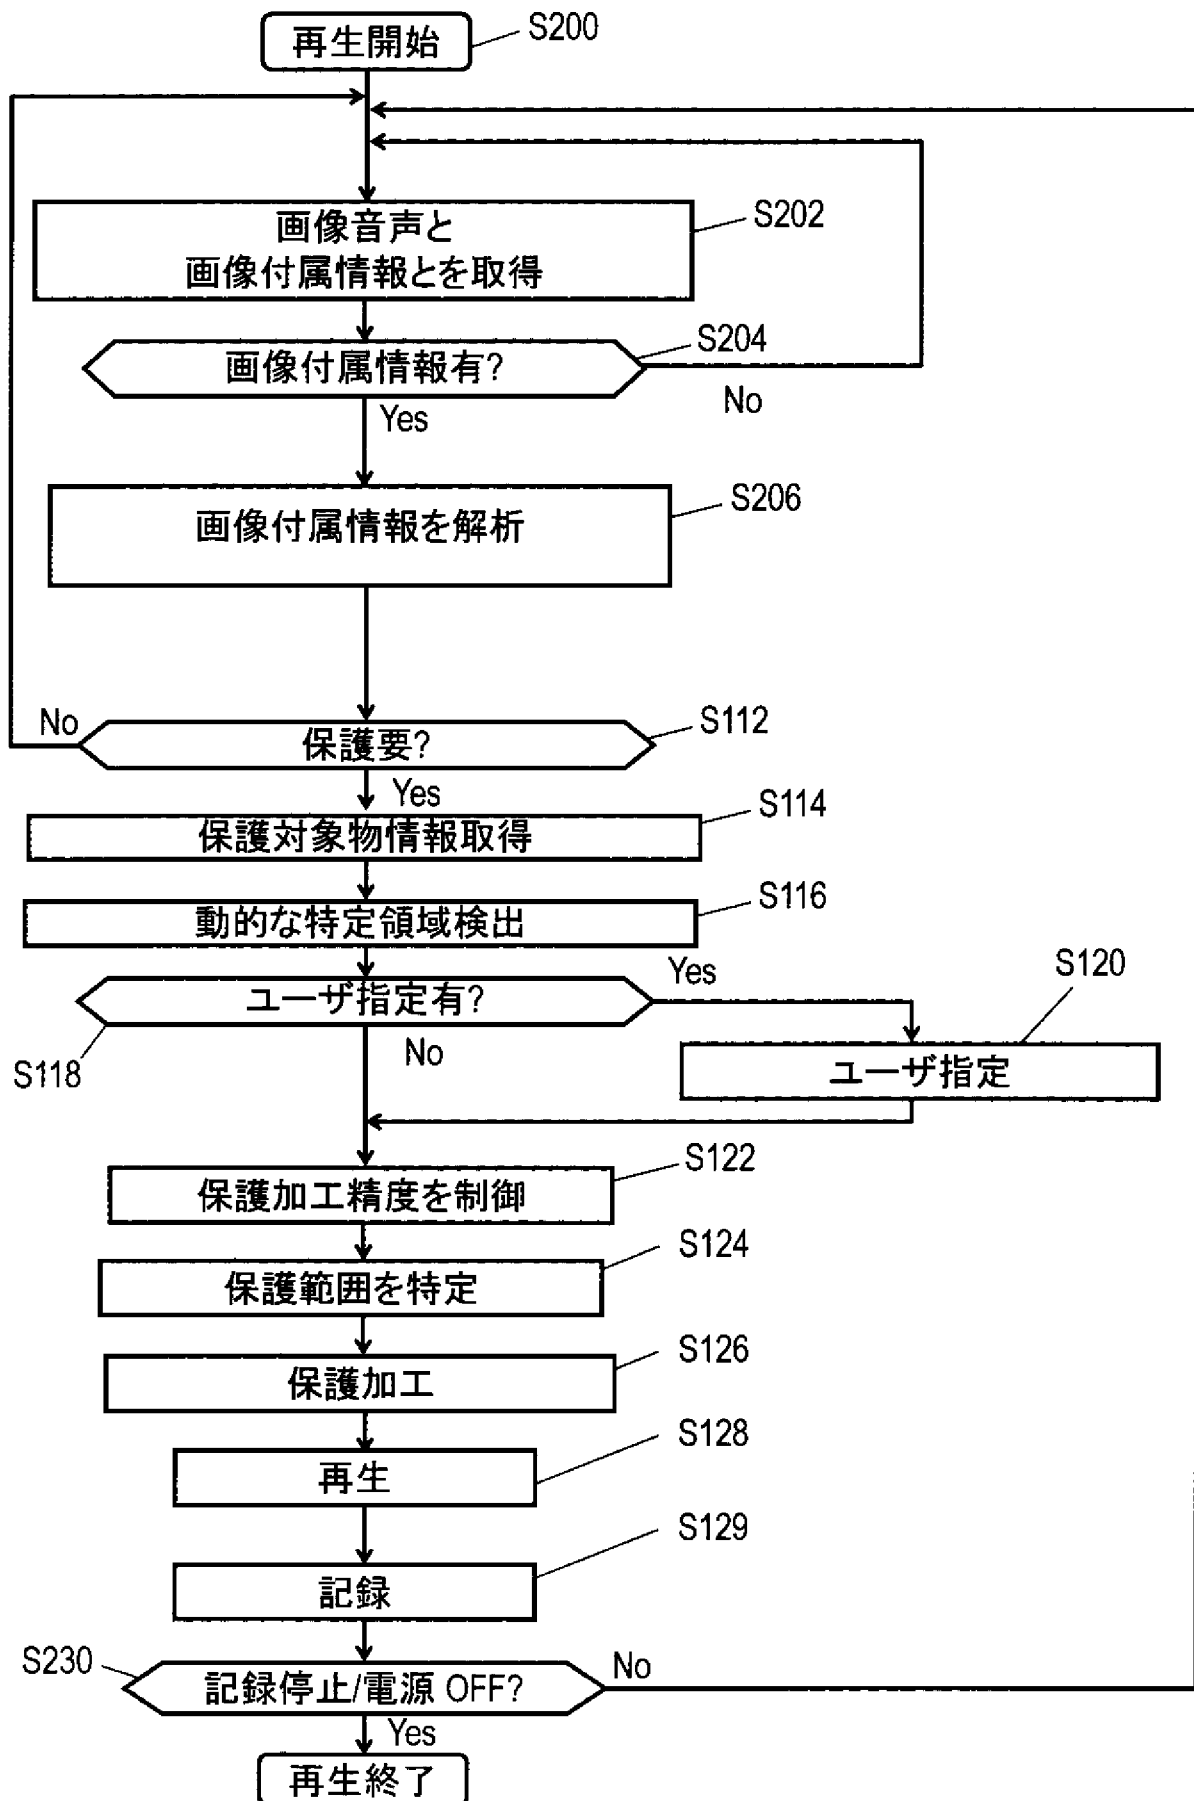 再生開始
S200
画像音声と
画像付属情報とを取得
S202
画像付属情報有?
S204
No
Yes
画像付属情報を解析
S206
No
保護要?
S112
Yes
保護対象物情報取得
S114
動的な特定領域検出
S116
ユーザ指定有?
Yes
S118
No
S120
ユーザ指定
保護加工精度を制御
S122
保護範囲を特定
S124
保護加工
S126
再生
S128
記録
S129
S230
記録停止/電源 OFF?
No
Yes
再生終了